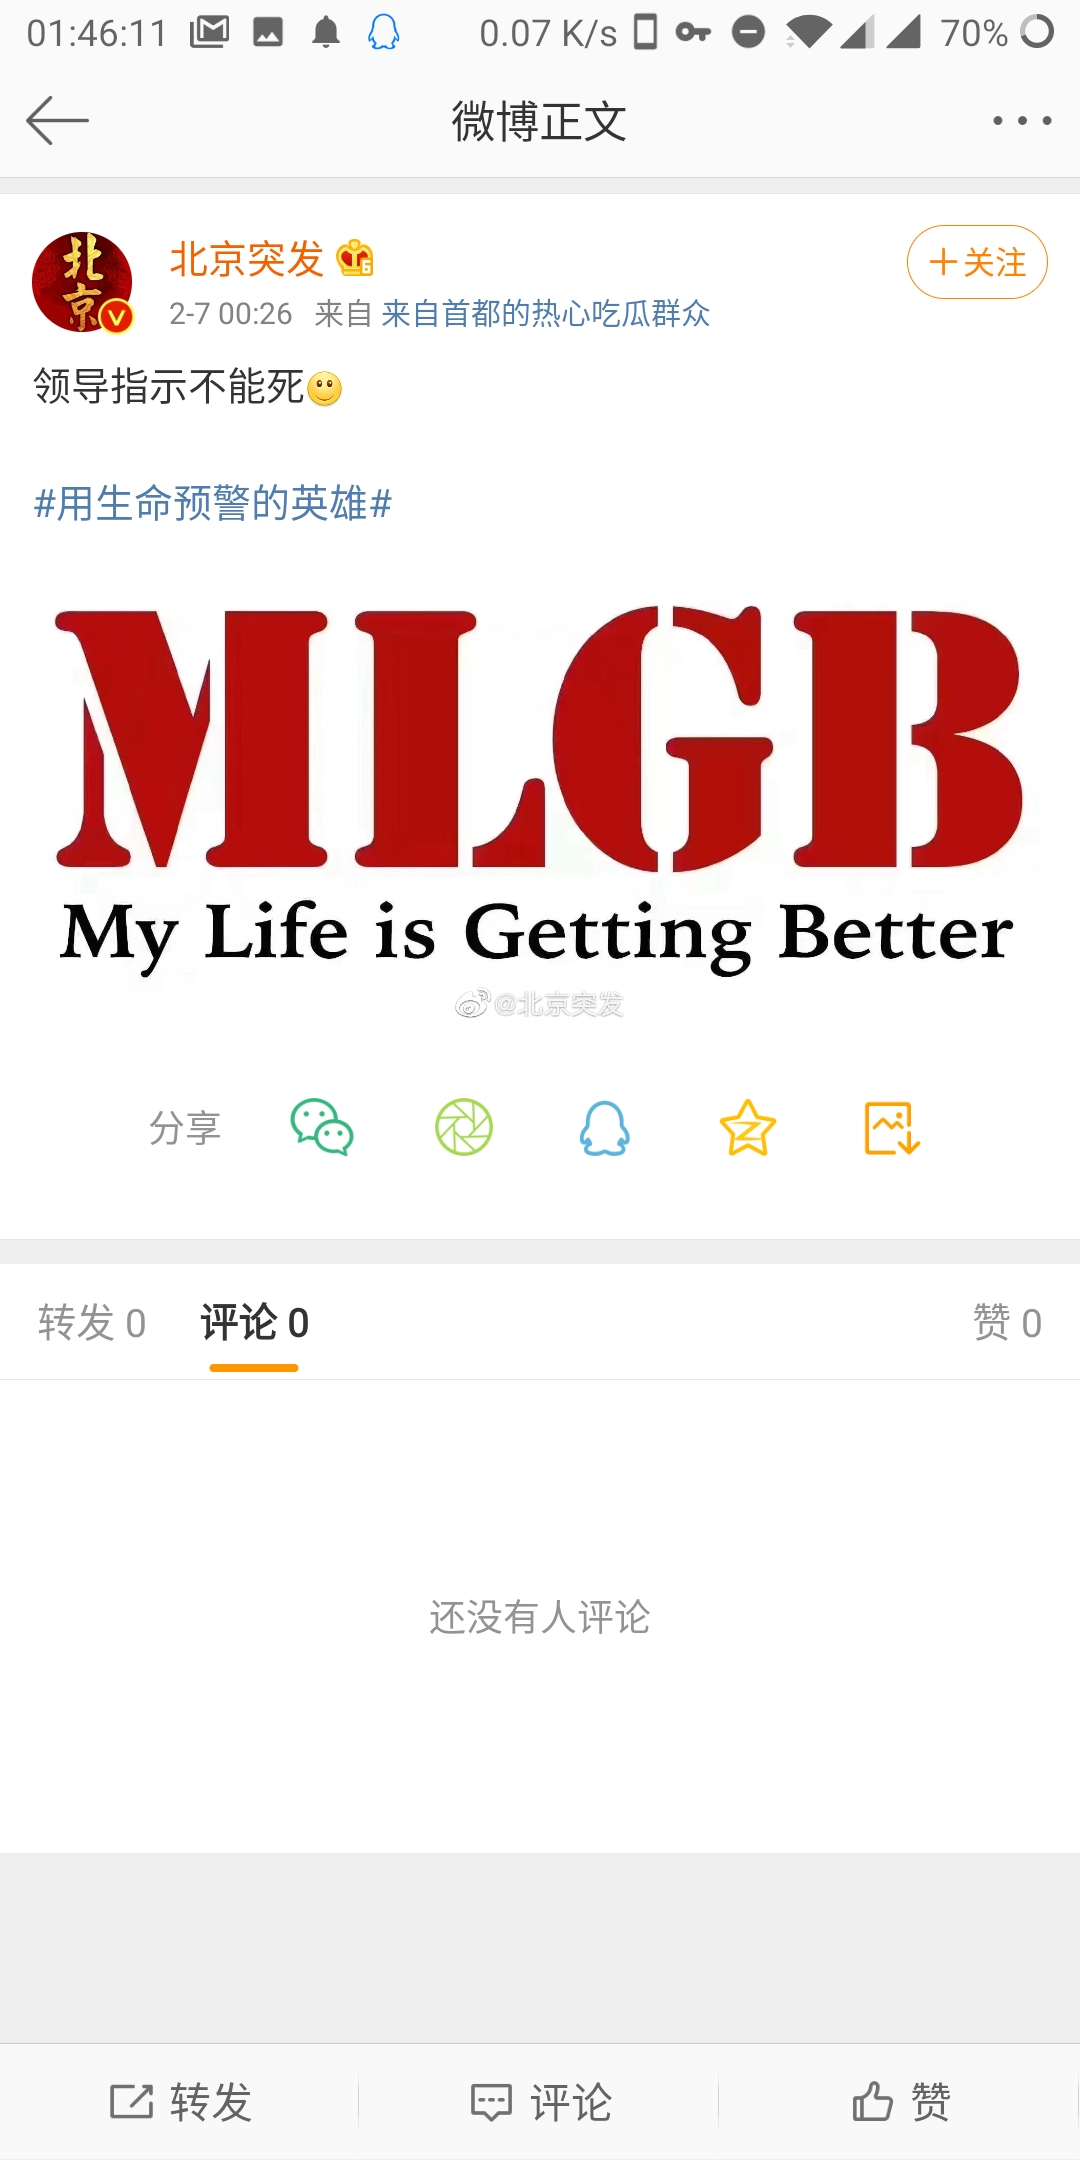 01:46:11 0.07 K/s 70%
微博正文
北京
北京突发 6
+关注
2-7 00:26 来自 来自首都的热心吃瓜群众
领导指示不能死
#用生命预警的英雄#
MLGB
My Life is Getting Better
@北京突发
分享
转发 0 评论 0 赞 0
还没有人评论
转发 评论 赞